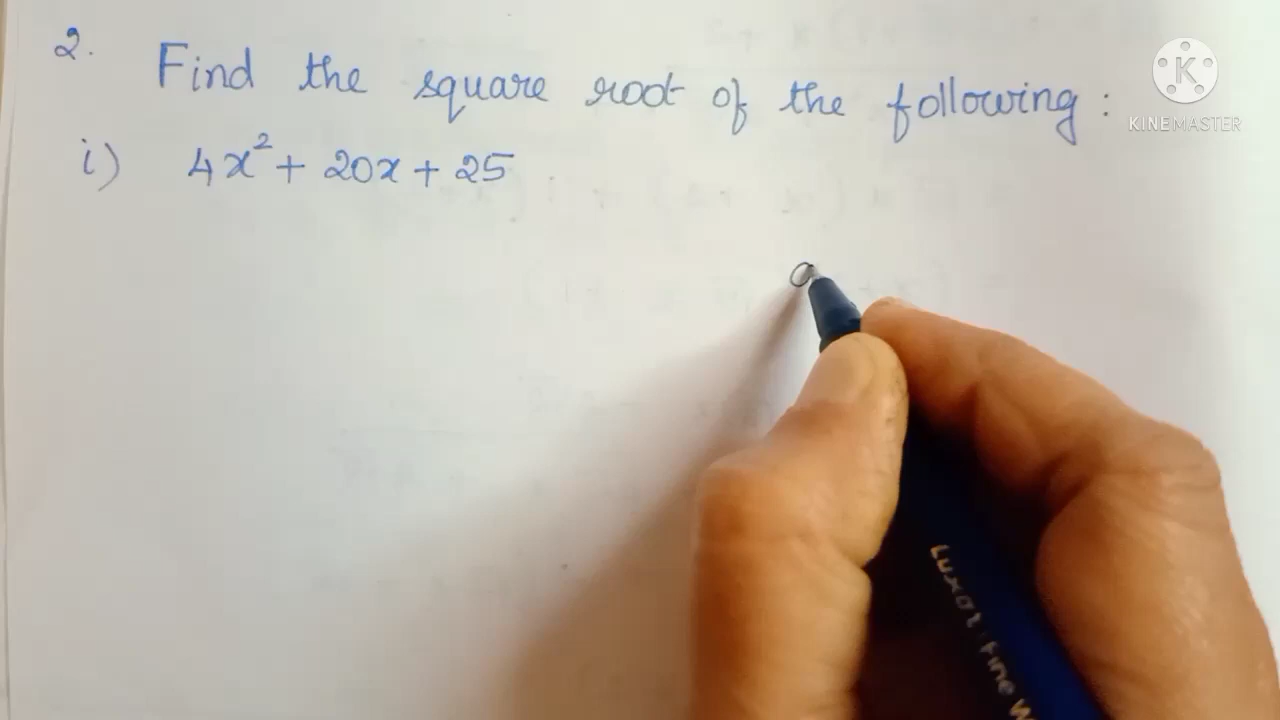 2. Find the square root of the following :
i) 4x² + 20x + 25
K
KINEMASTER
Luxor : Fine W